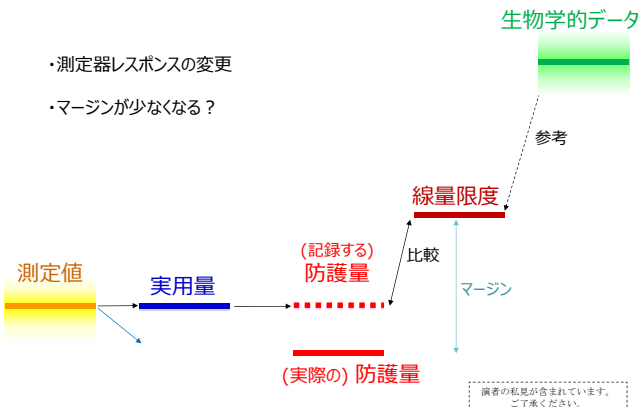 生物学的データ
・測定器レスポンスの変更
・マージンが少なくなる？
参考
線量限度
(記録する)
防護量
比較
測定値
実用量
マージン
(実際の) 防護量
演者の私見が含まれています。
ご了承ください。